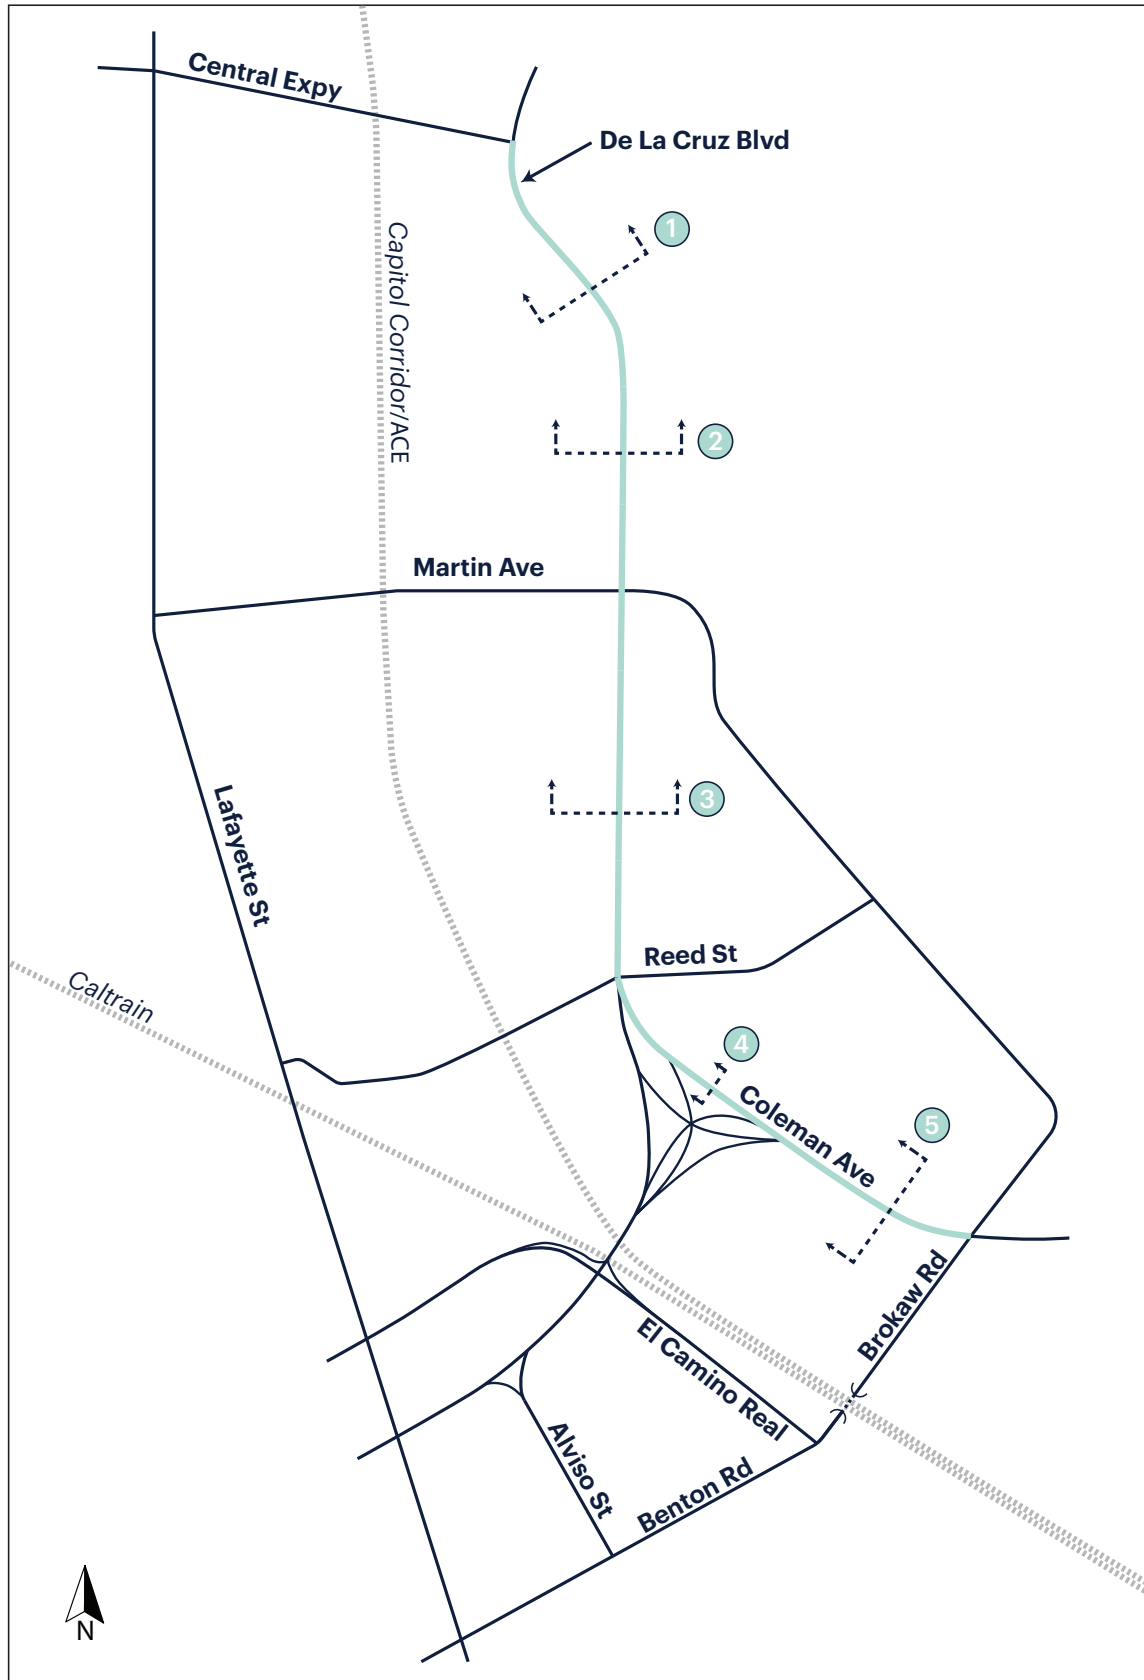 Central Expy
De La Cruz Blvd
1
Capitol Corridor/ACE
2
Martin Ave
Lafayette St
3
Reed St
Caltrain
4
Coleman Ave
5
Brokaw Rd
El Camino Real
Alviso St
Benton Rd
N